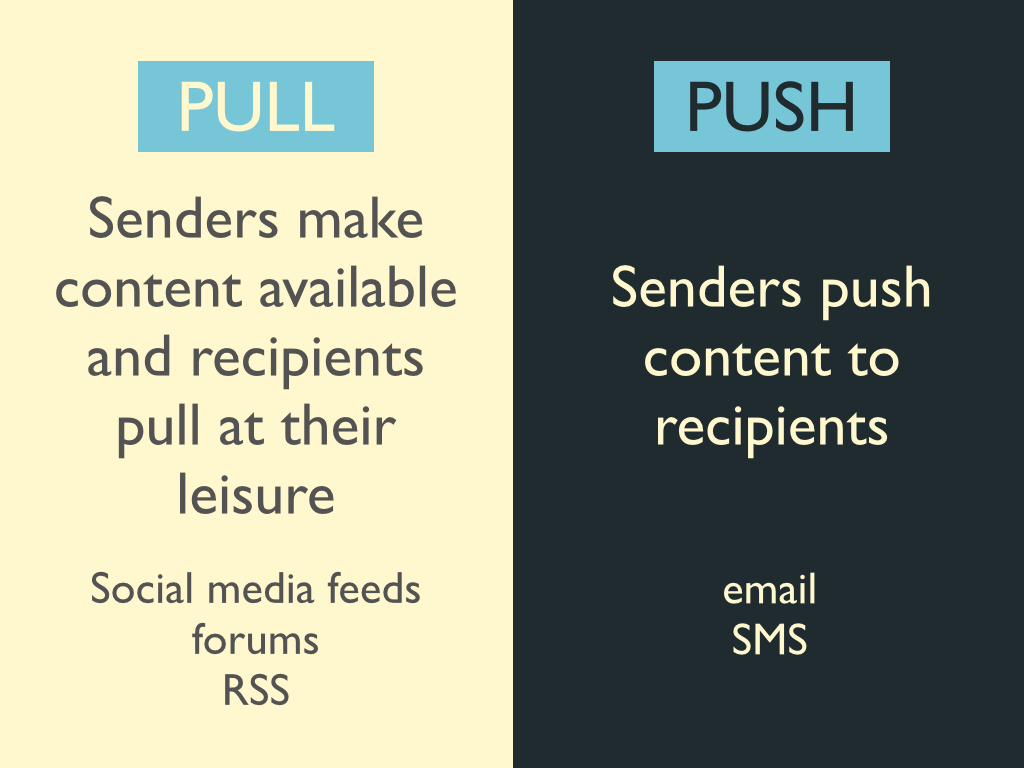 PULL
Senders make
content available
and recipients
pull at their
leisure
Social media feeds
forums
RSS
PUSH
Senders push
content to
recipients
email
SMS